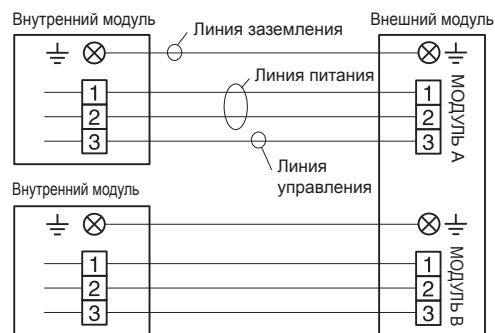 Внутренний модуль
Внешний модуль
Линия заземления
Линия питания
1
2
3
1
2
3
МОДУЛЬ A
Линия
управления
Внутренний модуль
1
2
3
1
2
3
МОДУЛЬ B